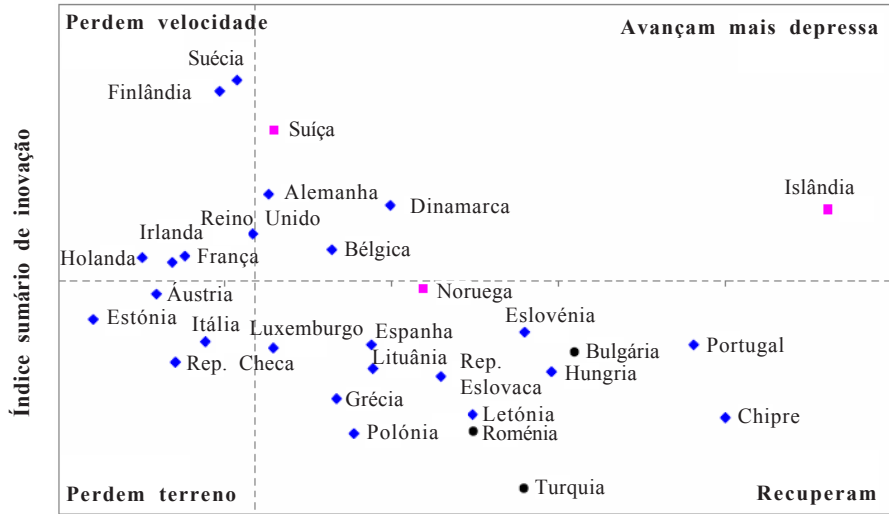 Perdem velocidade
Avançam mais depressa
Suécia
Finlândia
Suíça
Islândia
Alemanha
Dinamarca
Reino Unido
Irlanda
Bélgica
Holanda
França
Áustria
Noruega
Estónia
Eslovénia
Itália
Luxemburgo
Espanha
Bulgária
Portugal
Rep. Checa
Lituânia
Rep.
Eslovaca
Hungria
Grécia
Letónia
Chipre
Polónia
Roménia
Turquia
Perdem terreno
Recuperam
Índice sumário de inovação